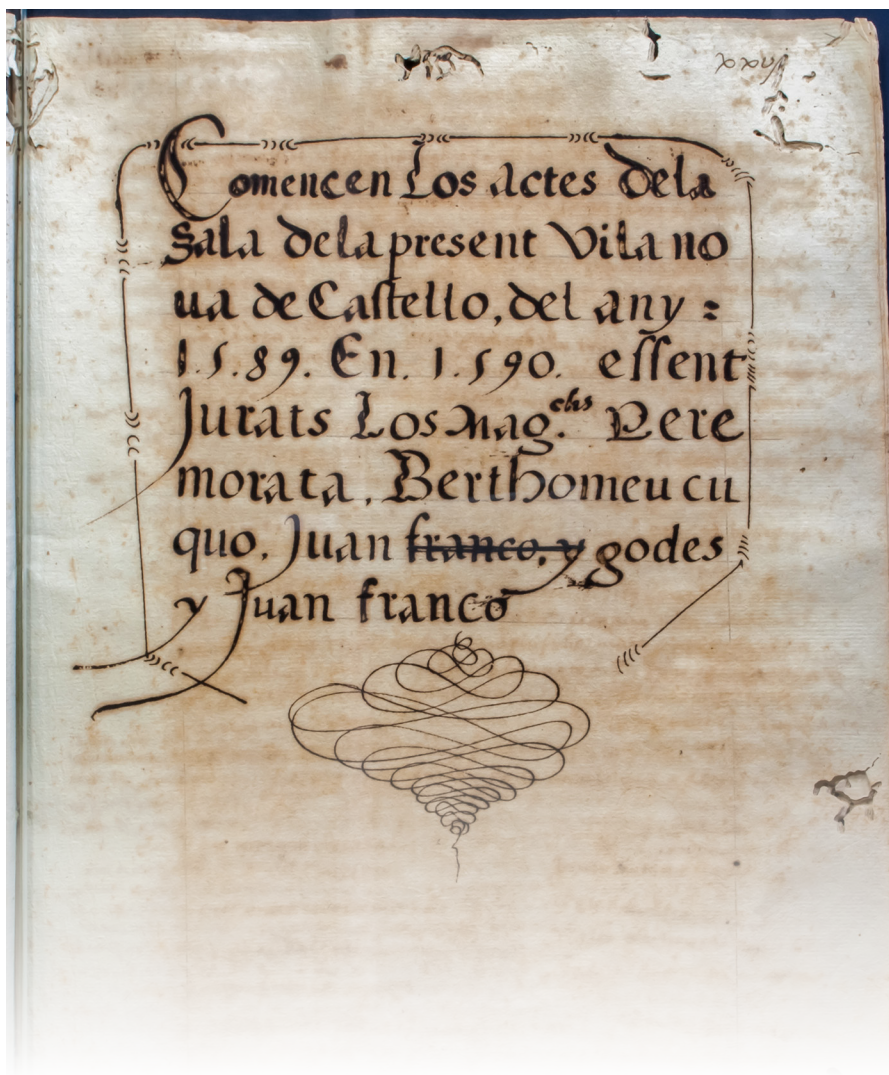 Comencen Los actes dela
Sala dela present Vila no
ua de Castello, del any =
1.5.89. En. 1.590. essent
Jurats Los Mag.chs Pere
morata, Berthomeu cu
quo, Juan franco, y godes
y Juan franco